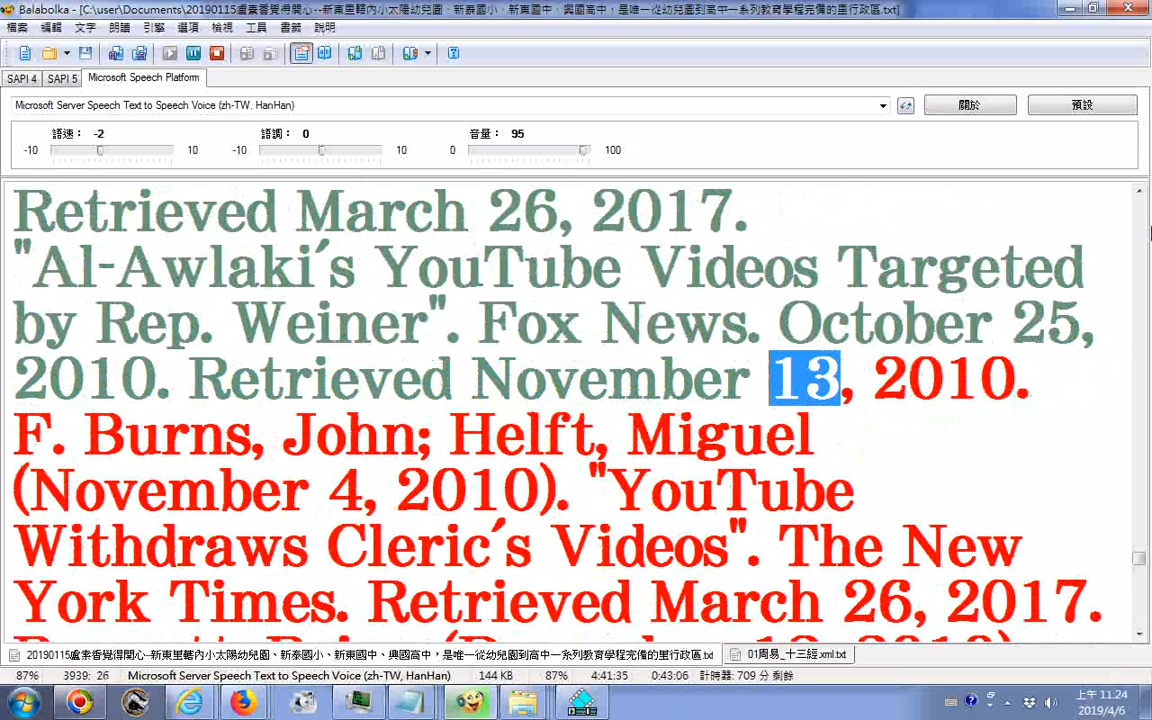 Balabolka - [C:\user\Documents\20190115盧素香覺得開心--新東里轄內小太陽幼兒園、新泰國小、新東國中、興國高中，是唯一從幼兒園到高中一系列教育學程完備的里行政區.txt]
檔案 編輯 文字 朗讀 引擎 選項 檢視 工具 書籤 說明
SAPI 4 SAPI 5 Microsoft Speech Platform
Microsoft Server Speech Text to Speech Voice (zh-TW, HanHan) 關於 預設
語速： -2 語調： 0 音量： 95
-10 10 -10 10 0 100
Retrieved March 26, 2017.
"Al-Awlaki´s YouTube Videos Targeted
by Rep. Weiner". Fox News. October 25,
2010. Retrieved November 13, 2010.
F. Burns, John; Helft, Miguel
(November 4, 2010). "YouTube
Withdraws Cleric´s Videos". The New
York Times. Retrieved March 26, 2017.
20190115盧素香覺得開心--新東里轄內小太陽幼兒園、新泰國小、新東國中、興國高中，是唯一從幼兒園到高中一系列教育學程完備的里行政區.txt 01周易_十三經.xml.txt
87% 3939: 26 Microsoft Server Speech Text to Speech Voice (zh-TW, HanHan) 144 KB 87% 4:41:35 0:43:06 計時器：709 分 剩餘
上午 11:24
2019/4/6